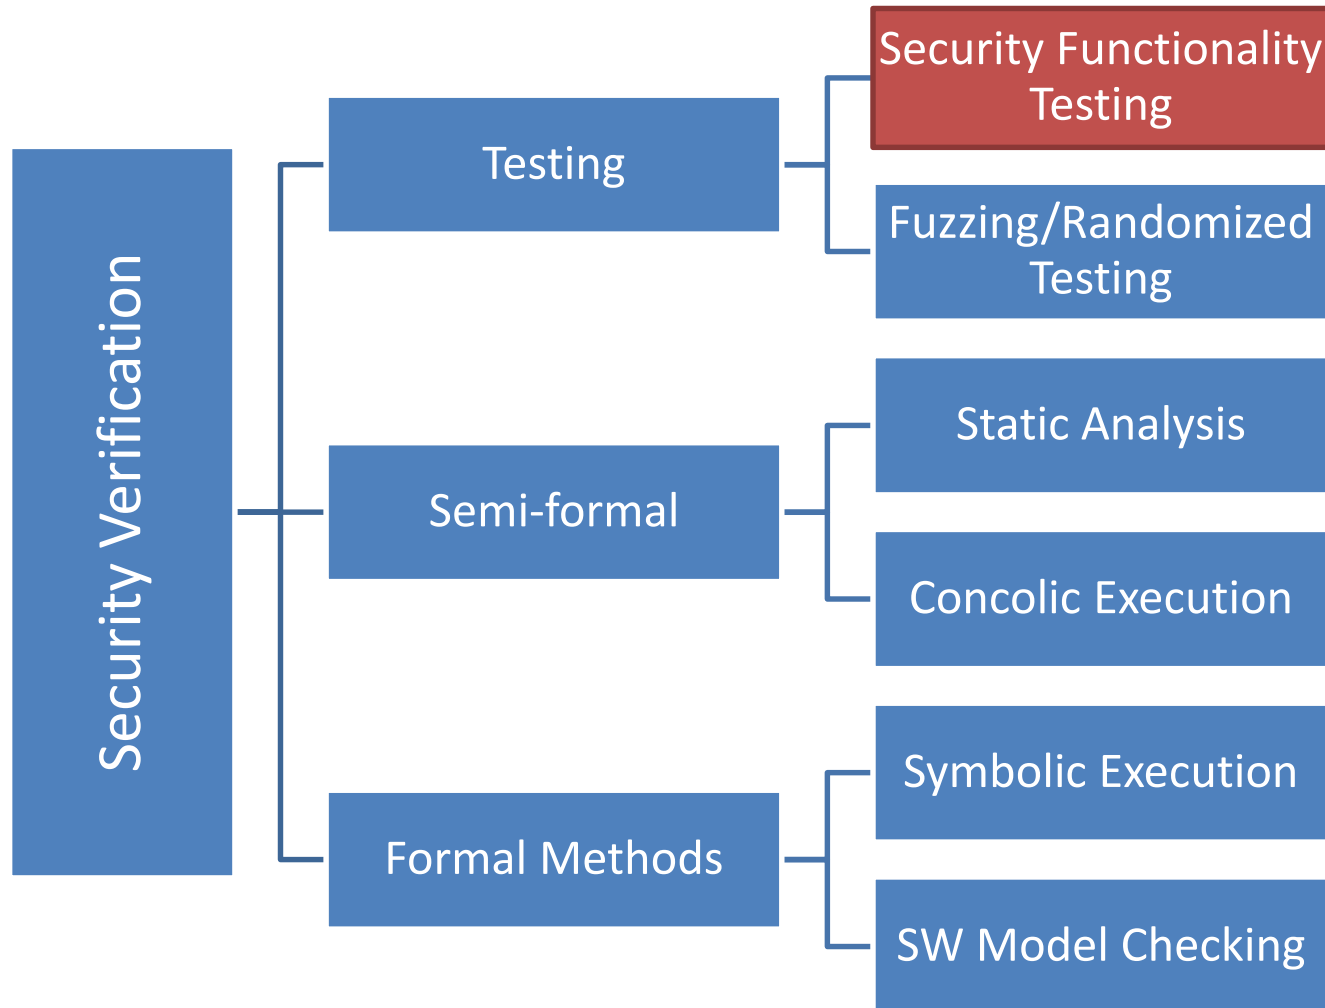 Security Verification
Testing
Security Functionality
Testing
Fuzzing/Randomized
Testing
Semi-formal
Static Analysis
Concolic Execution
Formal Methods
Symbolic Execution
SW Model Checking